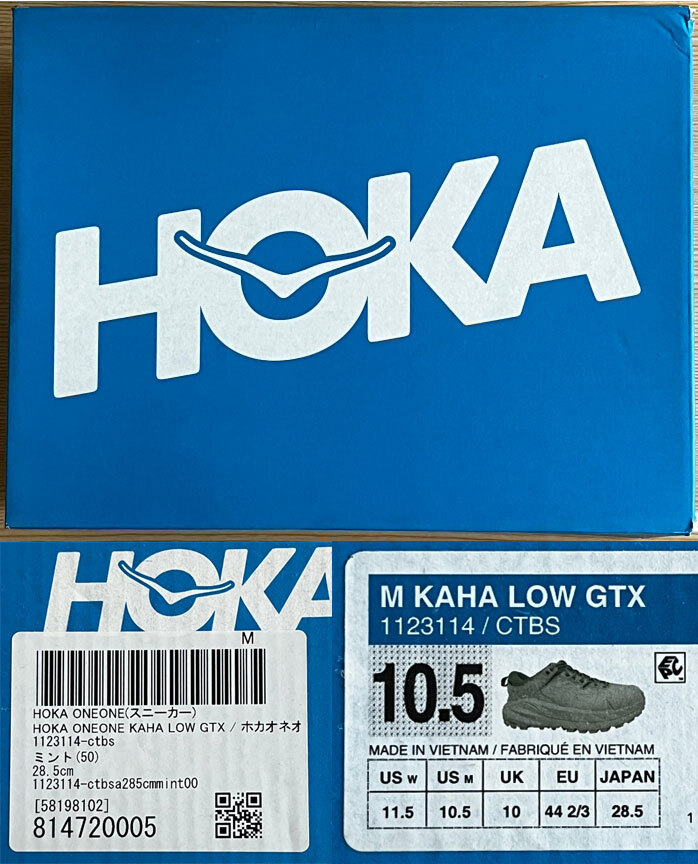 HOKA
HOKA
M
HOKA ONEONE(スニーカー)
HOKA ONEONE KAHA LOW GTX / ホカオネオ
1123114-ctbs
ミント(50)
28.5cm
1123114-ctbsa285cmmint00
[58198102]
814720005
M KAHA LOW GTX
1123114 / CTBS
10.5
MADE IN VIETNAM / FABRIQUÉ EN VIETNAM
US W US M UK EU JAPAN
11.5 10.5 10 44 2/3 28.5
1